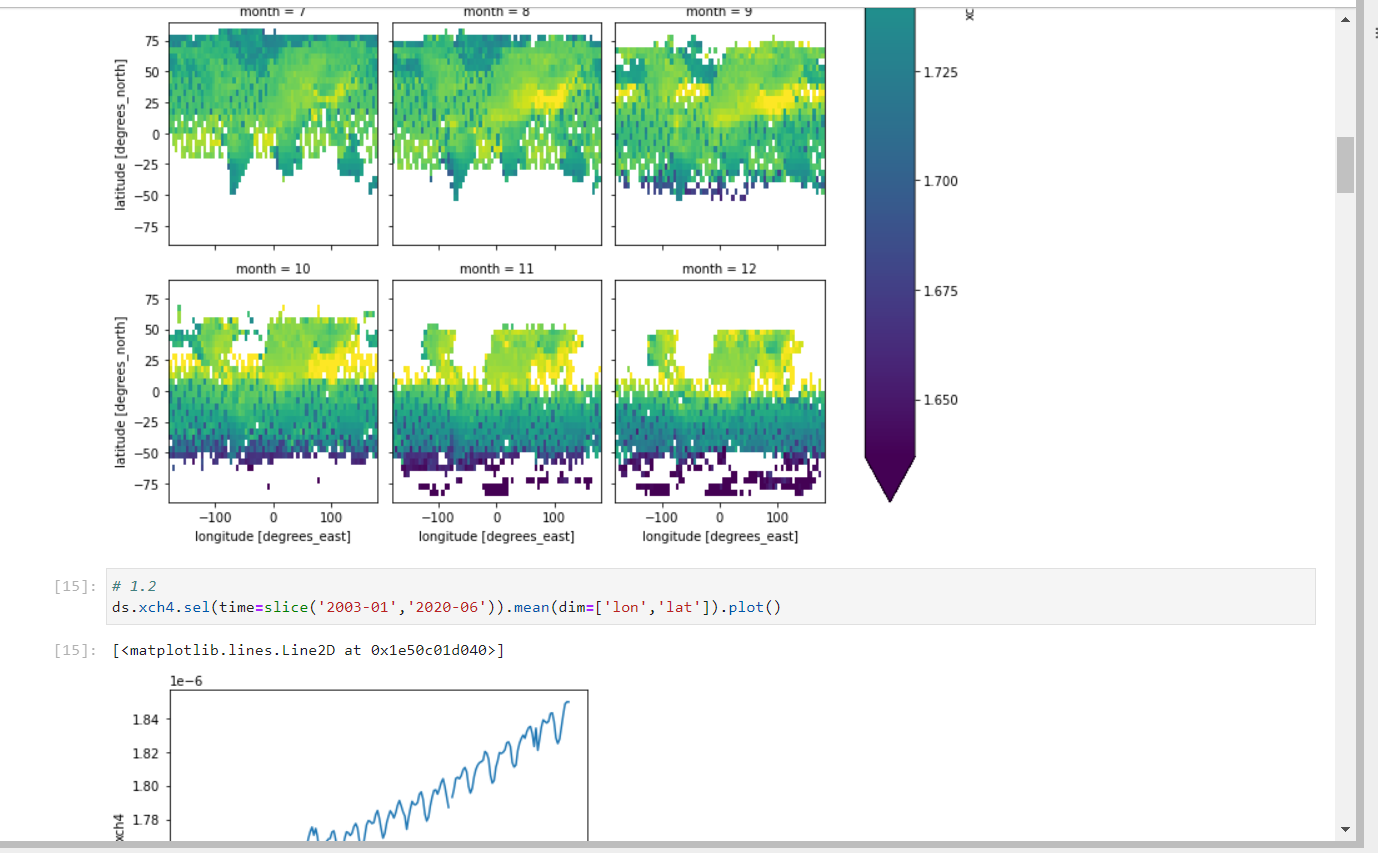 month = 7 month = 8 month = 9
75
50
25
0
−25
−50
−75
latitude [degrees_north]
1.725
1.700
1.675
1.650
xc
month = 10 month = 11 month = 12
75
50
25
0
−25
−50
−75
latitude [degrees_north]
−100 0 100 −100 0 100 −100 0 100
longitude [degrees_east] longitude [degrees_east] longitude [degrees_east]
[15]: # 1.2
ds.xch4.sel(time=slice('2003-01','2020-06')).mean(dim=['lon','lat']).plot()
[15]: [<matplotlib.lines.Line2D at 0x1e50c01d040>]
1e−6
1.84
1.82
1.80
1.78
xch4